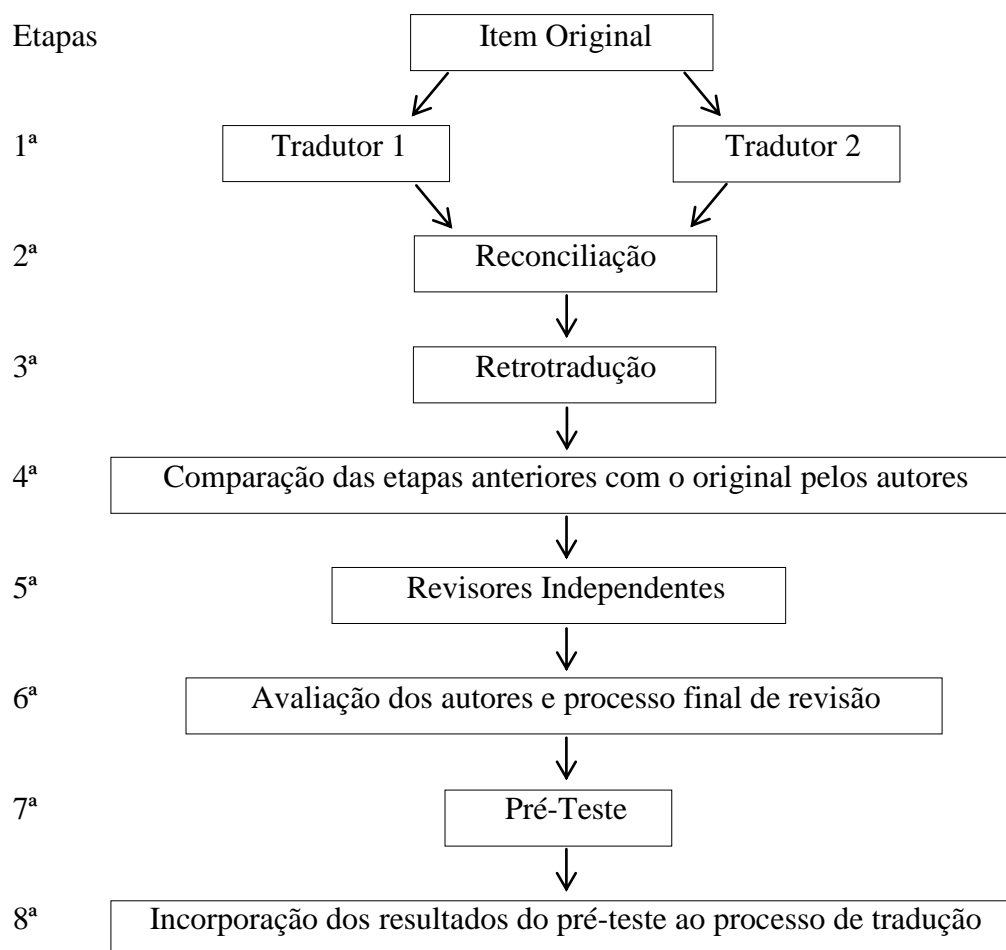 Etapas
Item Original
1ª
Tradutor 1
Tradutor 2
2ª
Reconciliação
3ª
Retrotradução
4ª
Comparação das etapas anteriores com o original pelos autores
5ª
Revisores Independentes
6ª
Avaliação dos autores e processo final de revisão
7ª
Pré-Teste
8ª
Incorporação dos resultados do pré-teste ao processo de tradução